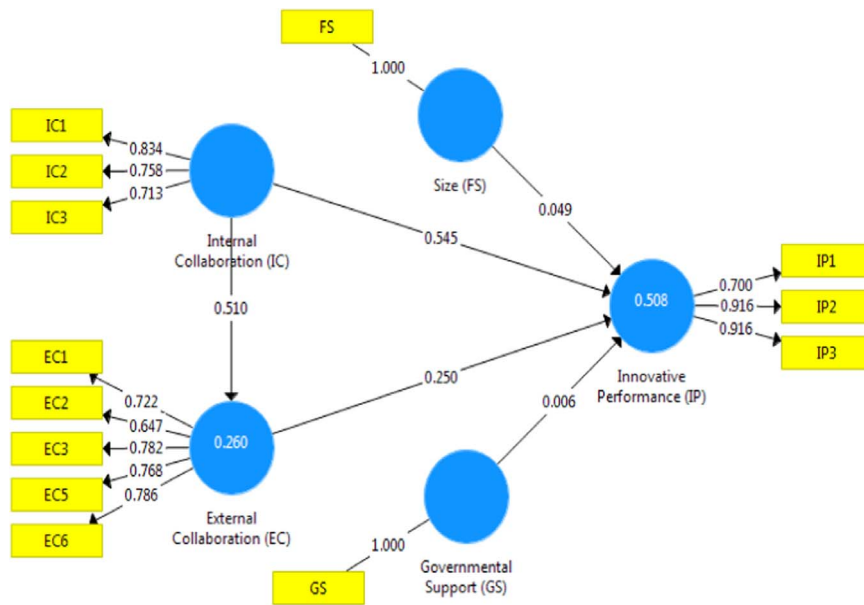 FS
1.000
IC1
IC2
IC3
0.834
0.758
0.713
Size (FS)
Internal
Collaboration (IC)
0.545
0.049
0.510
IP1
IP2
IP3
0.700
0.916
0.916
0.508
Innovative
Performance (IP)
EC1
EC2
EC3
EC5
EC6
0.722
0.647
0.782
0.768
0.786
0.260
External
Collaboration (EC)
0.250
0.006
1.000
GS
Governmental
Support (GS)